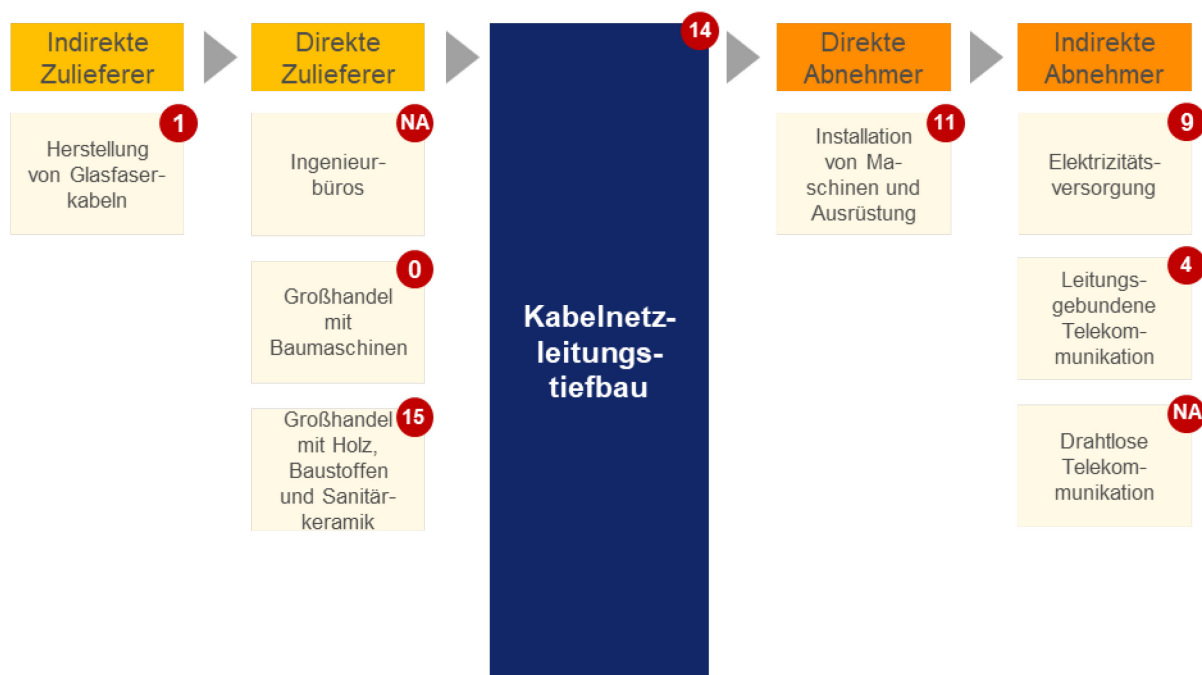 Indirekte
Zulieferer
1
Herstellung
von Glasfaser-
kabeln
Direkte
Zulieferer
NA
Ingenieur-
büros
0
Großhandel
mit
Baumaschinen
15
Großhandel
mit Holz,
Baustoffen
und Sanitär-
keramik
14
Kabelnetz-
leitungs-
tiefbau
Direkte
Abnehmer
11
Installation
von Ma-
schinen und
Ausrüstung
Indirekte
Abnehmer
9
Elektrizitäts-
versorgung
4
Leitungs-
gebundene
Telekom-
munikation
NA
Drahtlose
Telekom-
munikation